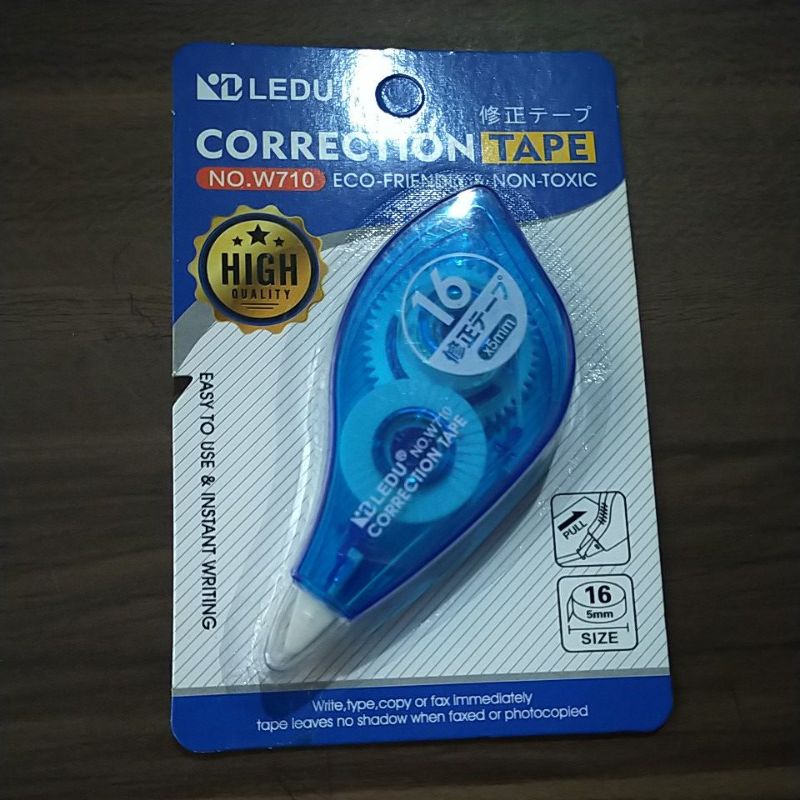 LEDU
修正テープ
CORRECTION TAPE
NO.W710 ECO-FRIENDLY & NON-TOXIC
HIGH
QUALITY
16
修正テープ
x5mm
LEDU® NO.W710
CORRECTION TAPE
EASY TO USE & INSTANT WRITING
PULL
16
5mm
SIZE
Write,type,copy or fax immediately
tape leaves no shadow when faxed or photocopied